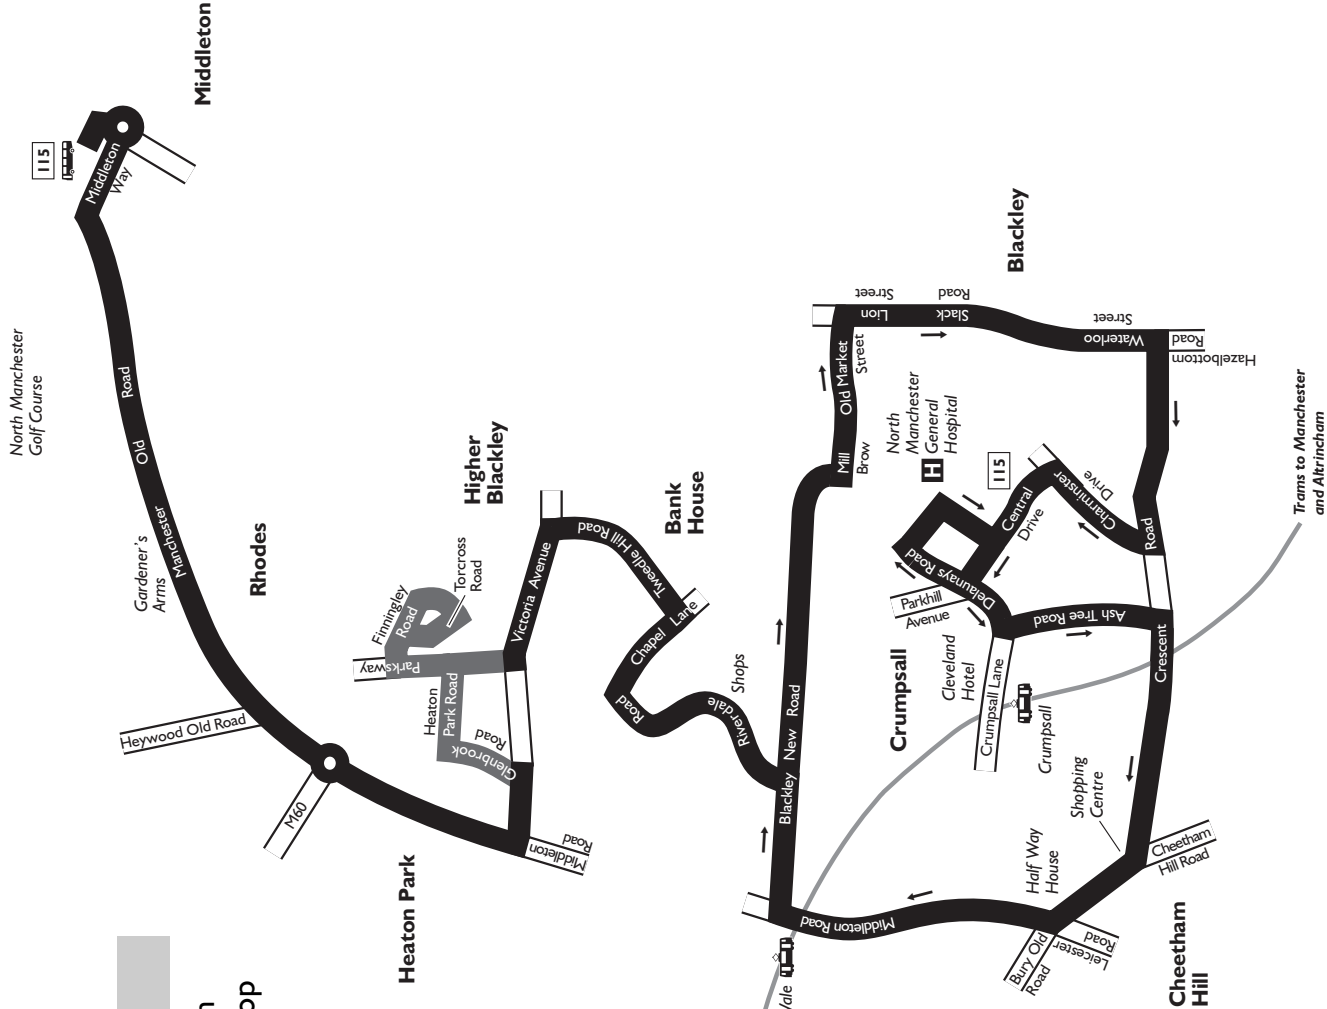 Middleton
115
Middleton
Way
North Manchester
Golf Course
Road
Old
Manchester
Gardener's
Arms
Rhodes
Heywood Old Road
M60
Higher
Blackley
Finningley
Road
Torcross
Road
Parksway
Heaton
Park Road
Glenbrook
Road
Victoria Avenue
Tweedle Hill Road
Bank
House
Chapel Lane
Road
Riverdale
Shops
Middleton
Road
Heaton Park
Blackley New Road
Mill
Brow
Old Market
Street
Lion
Street
Slack
Road
Blackley
Waterloo
Street
Hazelbottom
Road
North
Manchester
General
Hospital
H
115
Central
Drive
Charminster
Drive
Delaunays Road
Parkhill
Avenue
Cleveland
Hotel
Crumpsall
Crumpsall Lane
Crumpsall
Ash Tree Road
Crescent
Road
Trams to Manchester
and Altrincham
Shopping
Centre
Half Way
House
Cheetham
Hill Road
Middleton Road
Bury Old
Road
Leicester
Road
Cheetham
Hill